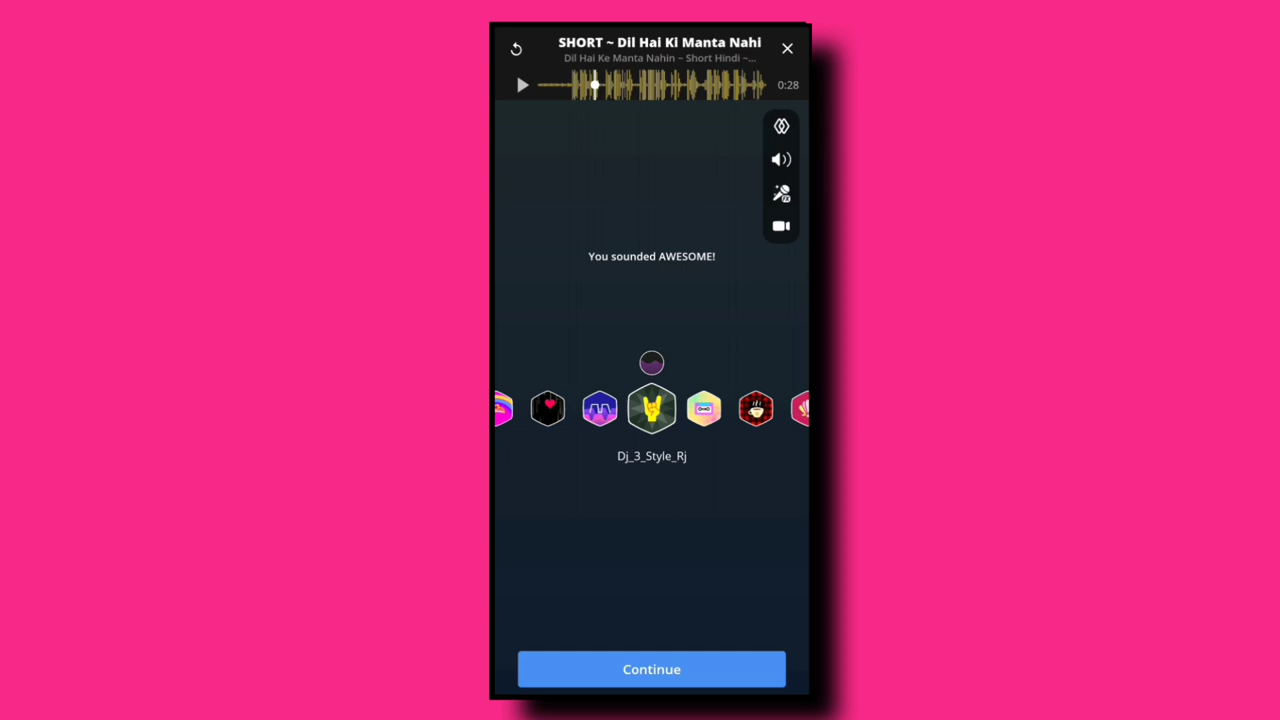 SHORT ~ Dil Hai Ki Manta Nahi
Dil Hai Ke Manta Nahin ~ Short Hindi ~...
0:28
FX
You sounded AWESOME!
Dj_3_Style_Rj
Continue